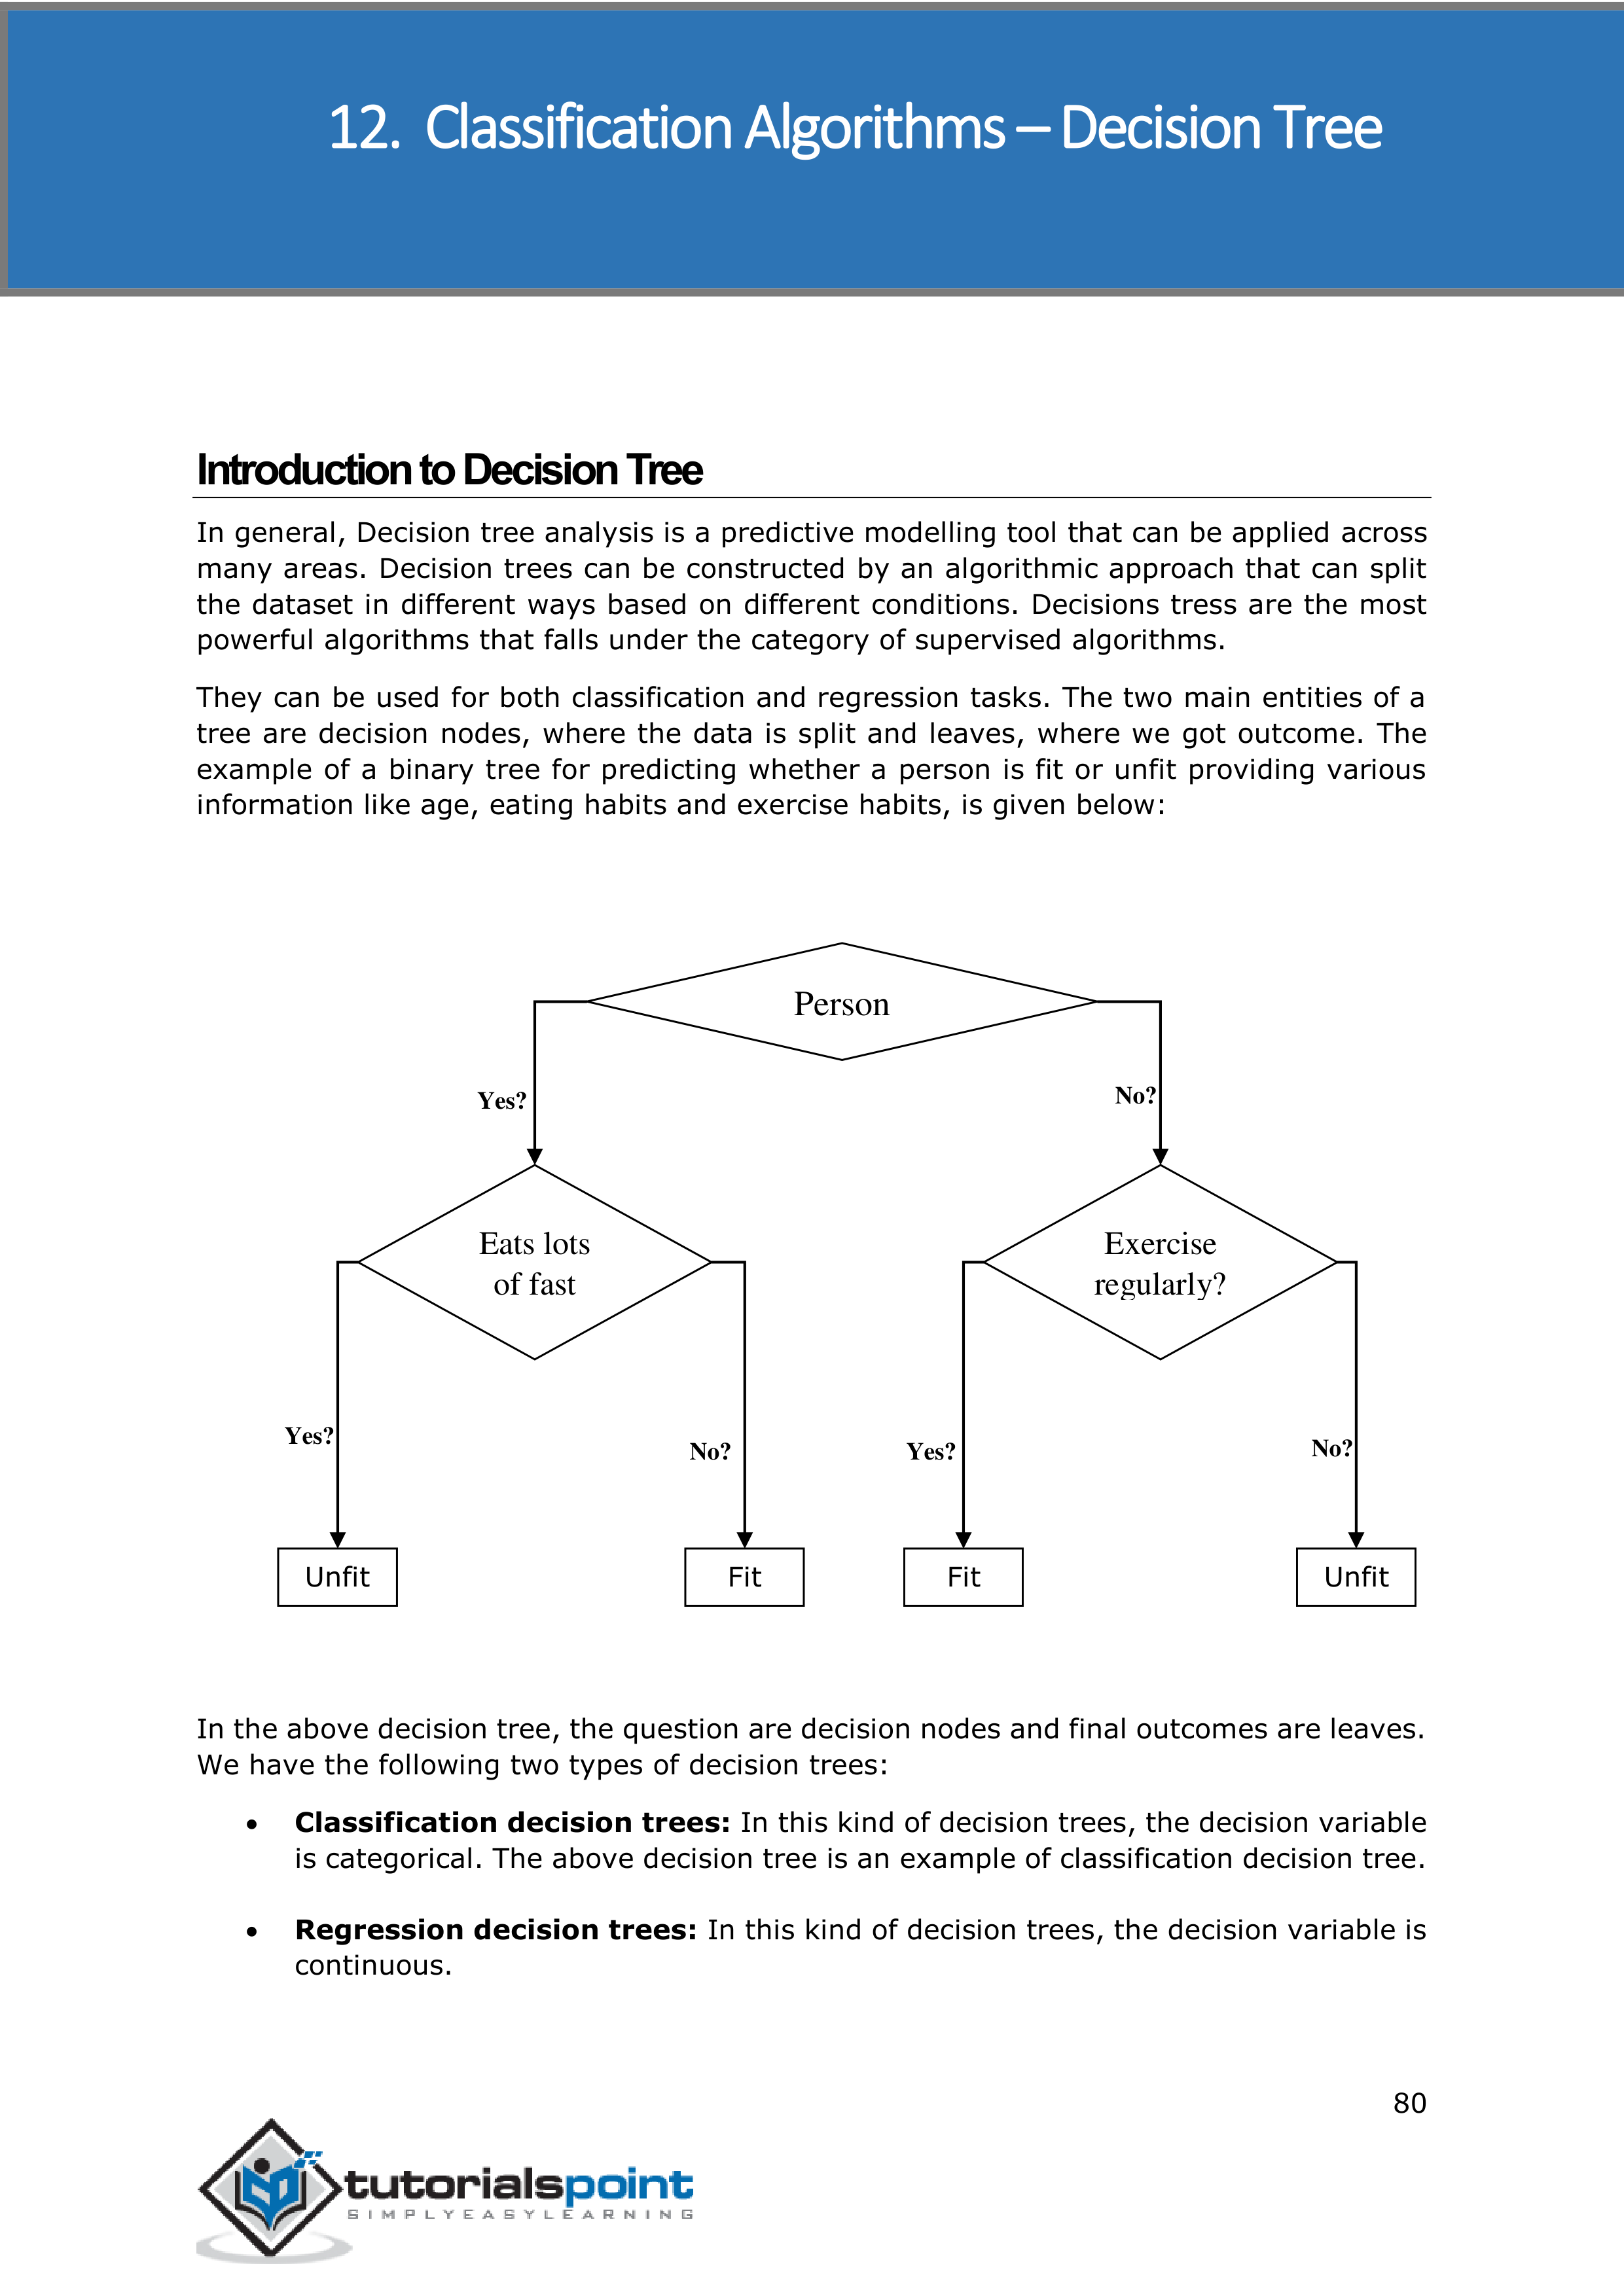 12. Classification Algorithms – Decision Tree
Introduction to Decision Tree
In general, Decision tree analysis is a predictive modelling tool that can be applied across
many areas. Decision trees can be constructed by an algorithmic approach that can split
the dataset in different ways based on different conditions. Decisions tress are the most
powerful algorithms that falls under the category of supervised algorithms.
They can be used for both classification and regression tasks. The two main entities of a
tree are decision nodes, where the data is split and leaves, where we got outcome. The
example of a binary tree for predicting whether a person is fit or unfit providing various
information like age, eating habits and exercise habits, is given below:
Person
Yes?
No?
Eats lots
of fast
Exercise
regularly?
Yes?
No?
Yes?
No?
Unfit
Fit
Fit
Unfit
In the above decision tree, the question are decision nodes and final outcomes are leaves.
We have the following two types of decision trees:
• Classification decision trees: In this kind of decision trees, the decision variable
is categorical. The above decision tree is an example of classification decision tree.
• Regression decision trees: In this kind of decision trees, the decision variable is
continuous.
80
tutorialspoint
SIMPLYEASYLEARNING